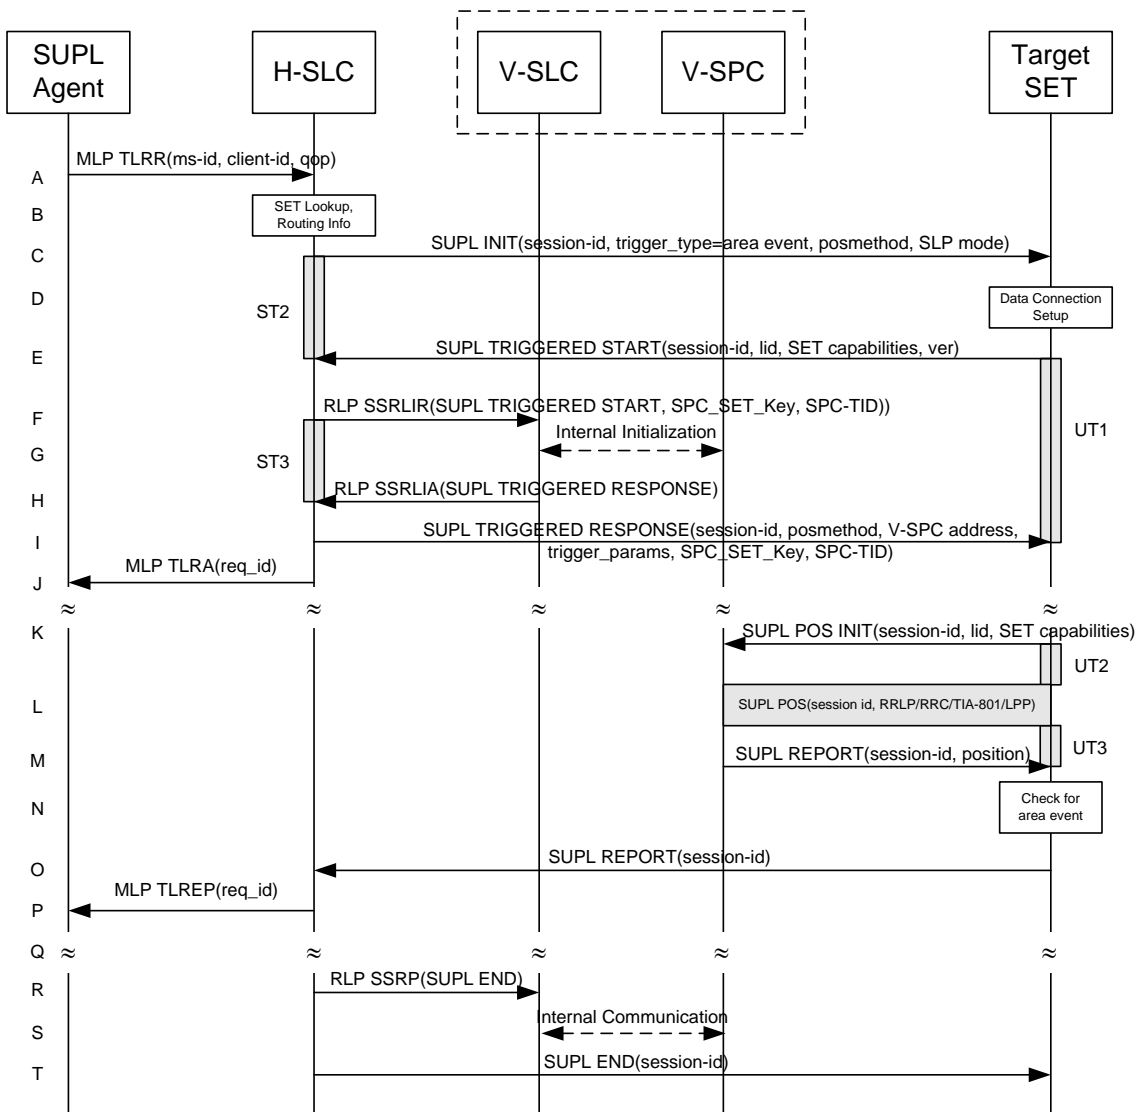 SUPL
Agent
H-SLC
V-SLC
V-SPC
Target
SET
MLP TLRR(ms-id, client-id, qop)
A
B
SET Lookup,
Routing Info
SUPL INIT(session-id, trigger_type=area event, posmethod, SLP mode)
C
D
ST2
Data Connection
Setup
E
SUPL TRIGGERED START(session-id, lid, SET capabilities, ver)
RLP SSRLIR(SUPL TRIGGERED START, SPC_SET_Key, SPC-TID))
F
UT1
Internal Initialization
G
ST3
RLP SSRLIA(SUPL TRIGGERED RESPONSE)
H
SUPL TRIGGERED RESPONSE(session-id, posmethod, V-SPC address,
trigger_params, SPC_SET_Key, SPC-TID)
I
MLP TLRA(req_id)
J
≈ ≈ ≈ ≈ ≈
K
SUPL POS INIT(session-id, lid, SET capabilities)
UT2
L
SUPL POS(session id, RRLP/RRC/TIA-801/LPP)
SUPL REPORT(session-id, position)
UT3
M
N
Check for
area event
SUPL REPORT(session-id)
O
MLP TLREP(req_id)
P
Q ≈ ≈ ≈ ≈ ≈
RLP SSRP(SUPL END)
R
Internal Communication
S
SUPL END(session-id)
T